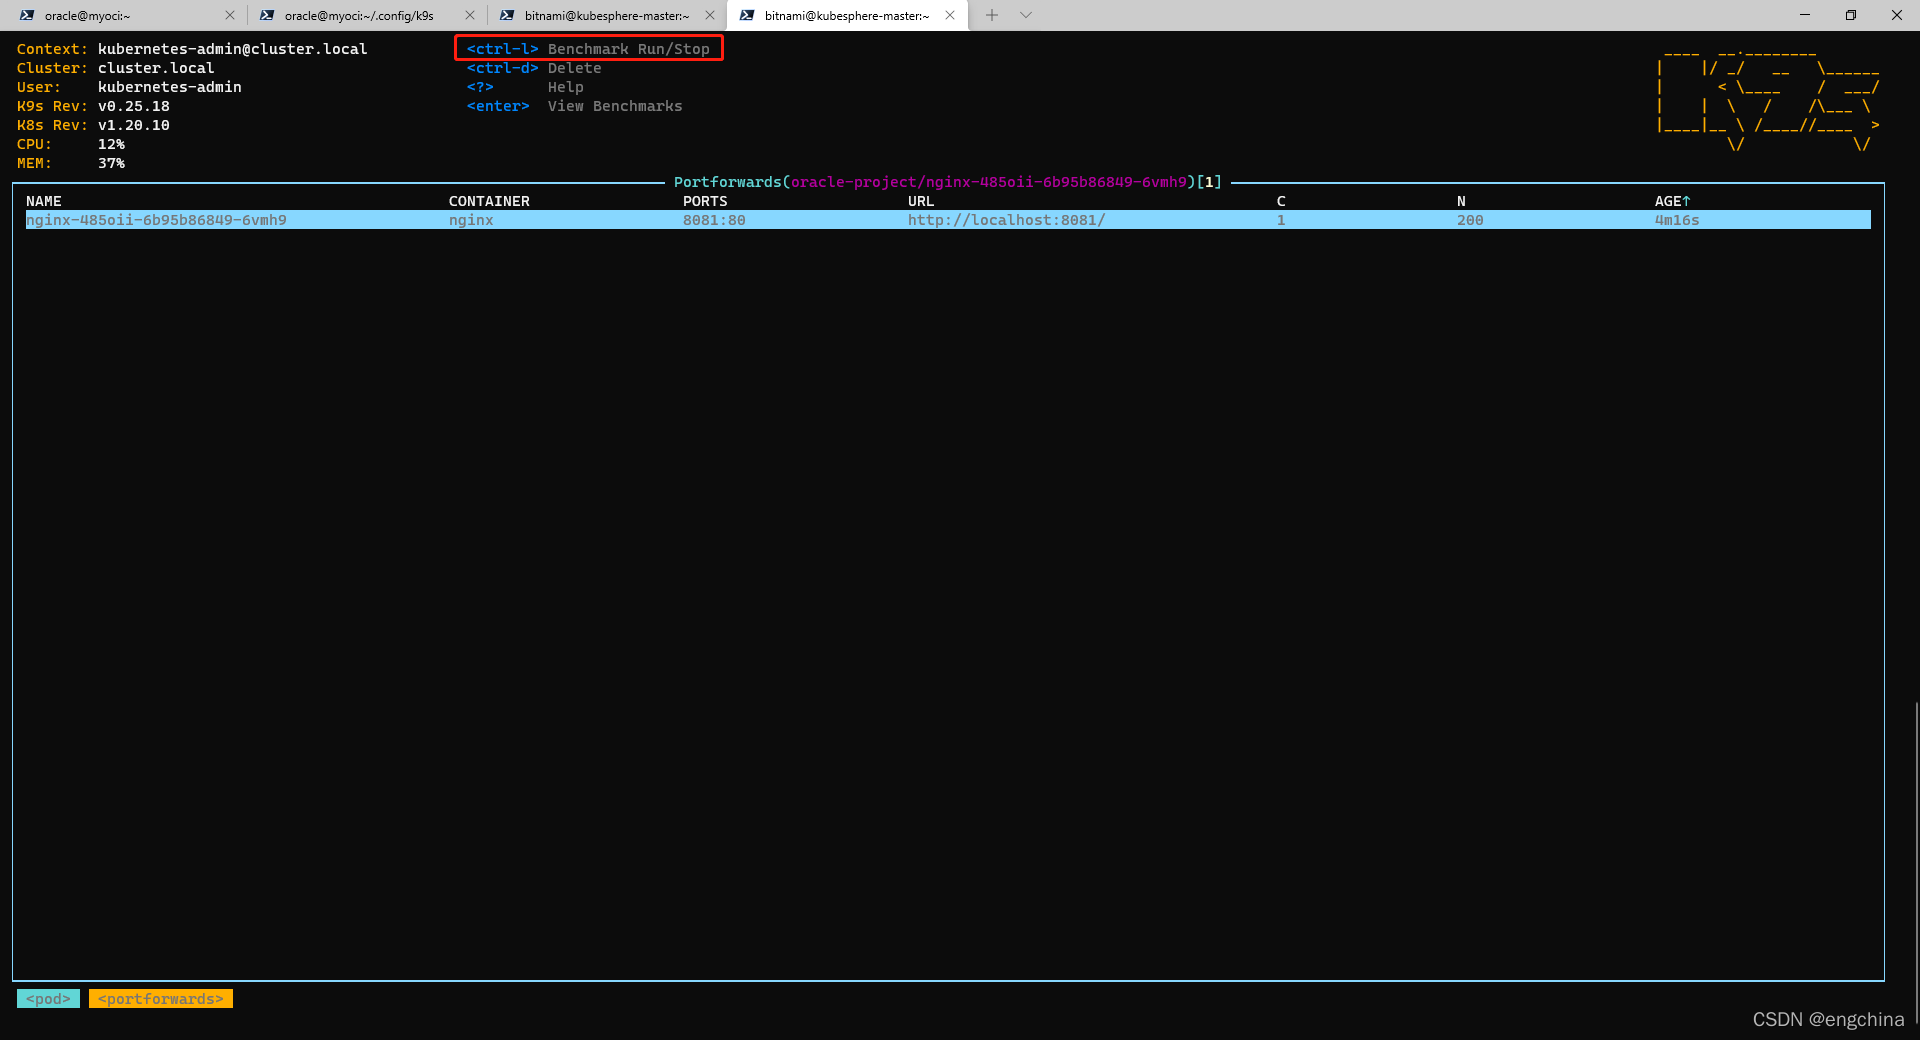 oracle@myoci:~
oracle@myoci:~/.config/k9s
bitnami@kubesphere-master:~
bitnami@kubesphere-master:~
Context: kubernetes-admin@cluster.local
Cluster: cluster.local
User: kubernetes-admin
K9s Rev: v0.25.18
K8s Rev: v1.20.10
CPU: 12%
MEM: 37%
<ctrl-l> Benchmark Run/Stop
<ctrl-d> Delete
<?> Help
<enter> View Benchmarks
Portforwards(oracle-project/nginx-485oii-6b95b86849-6vmh9)[1]
NAME CONTAINER PORTS URL C N AGE↑
nginx-485oii-6b95b86849-6vmh9 nginx 8081:80 http://localhost:8081/ 1 200 4m16s
<pod> <portforwards>
CSDN @engchina